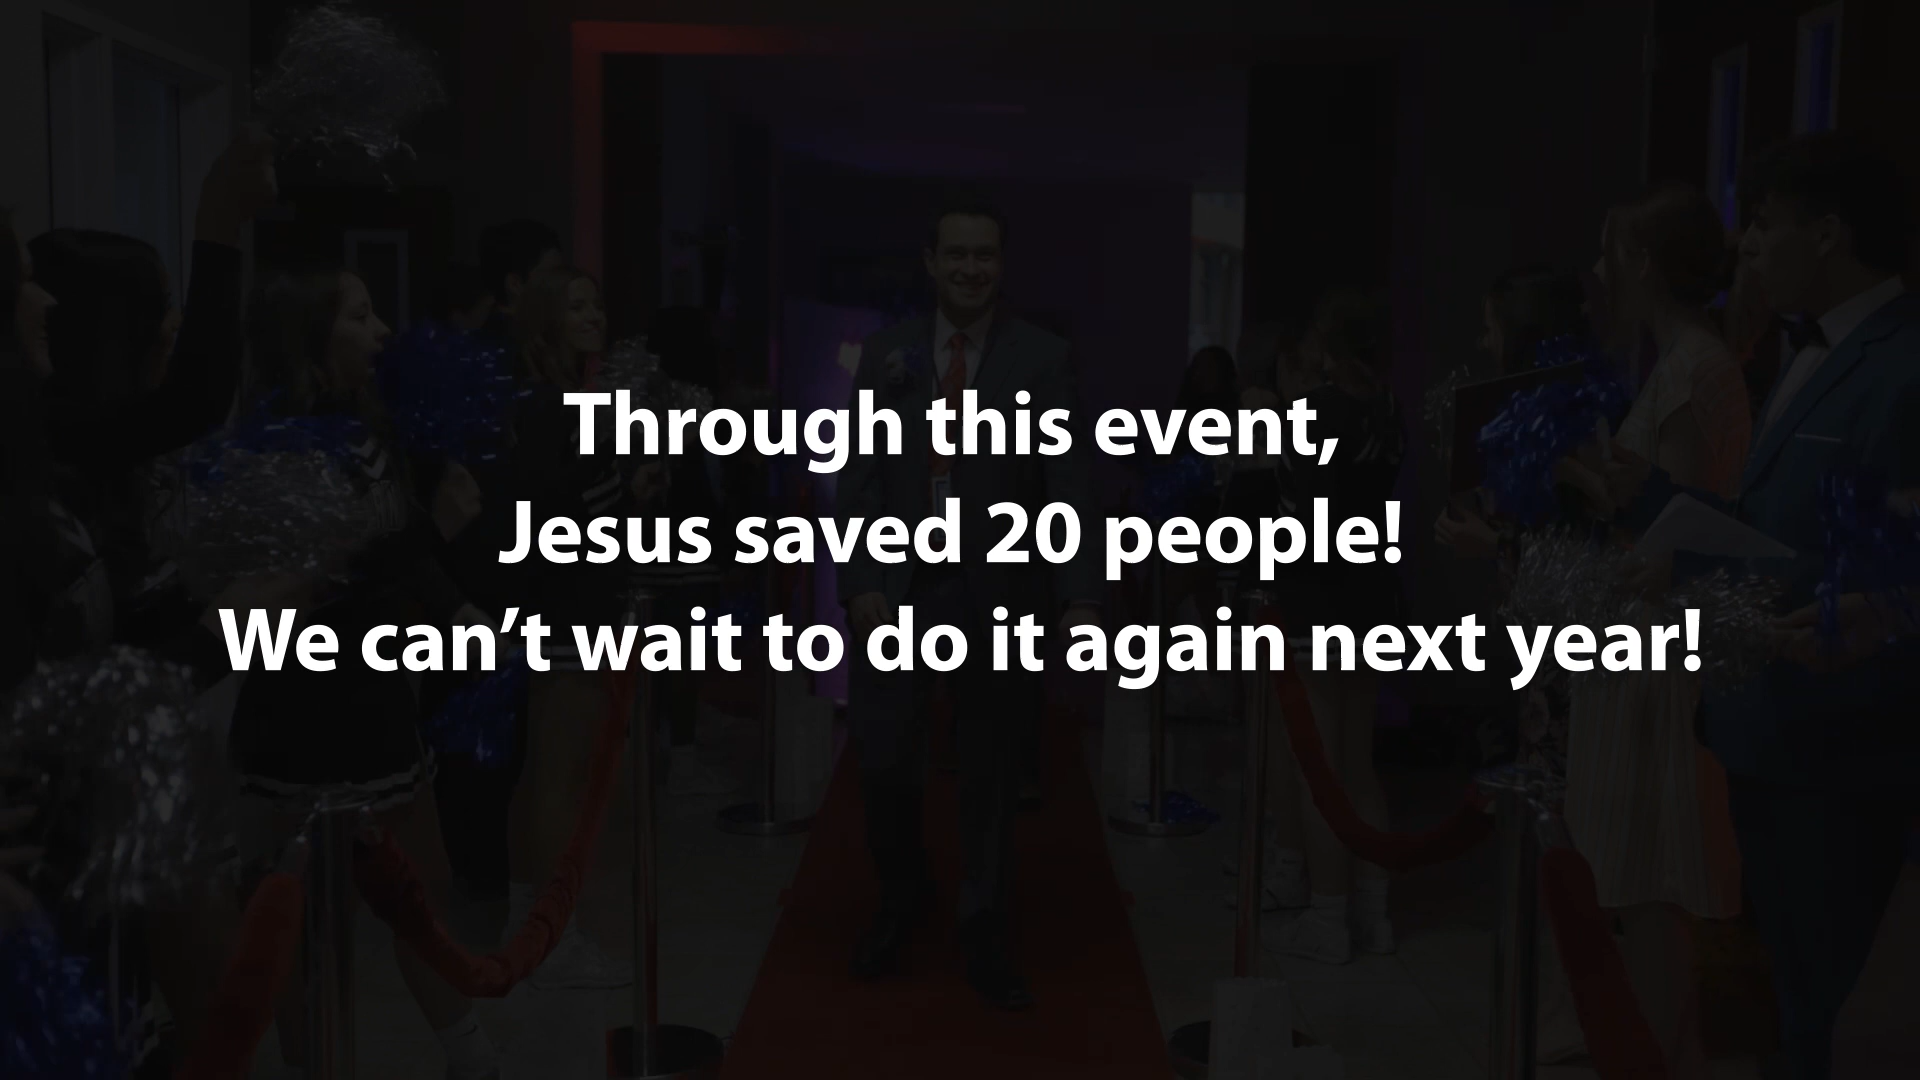 Through this event,
Jesus saved 20 people!
We can’t wait to do it again next year!